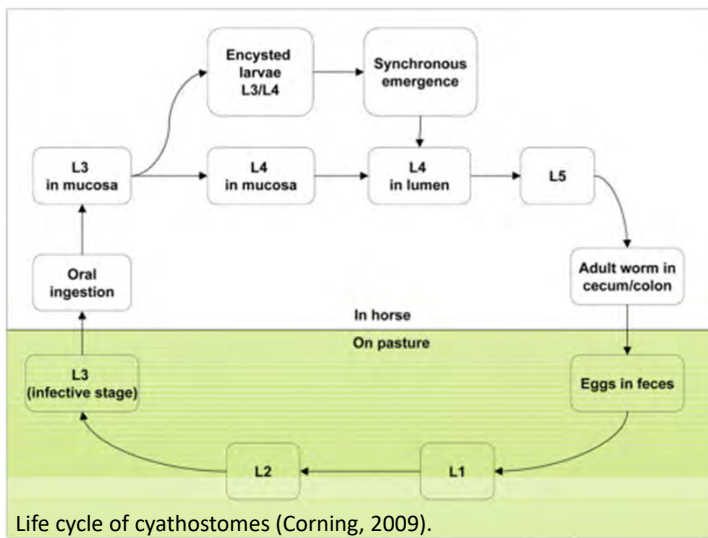 Encysted
larvae
L3/L4
Synchronous
emergence
L3
in mucosa
L4
in mucosa
L4
in lumen
L5
Oral
ingestion
Adult worm in
cecum/colon
In horse
On pasture
L3
(infective stage)
Eggs in feces
L2
L1
Life cycle of cyathostomes (Corning, 2009).